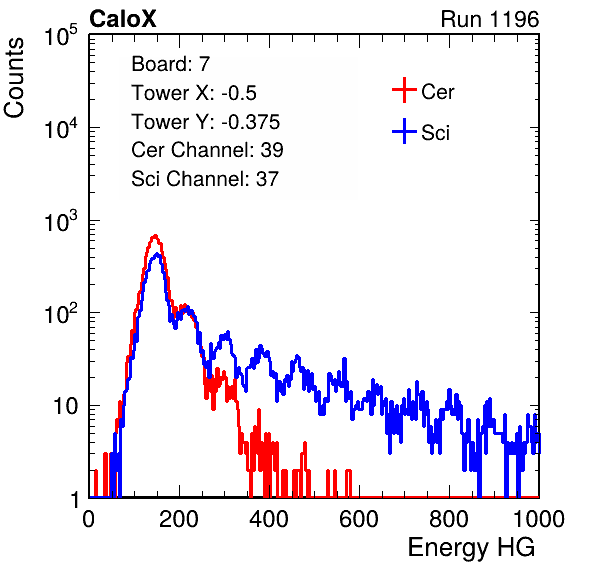 CaloX Run 1196
Counts
10^5
10^4
10^3
10^2
10
1
Board: 7
Tower X: -0.5
Tower Y: -0.375
Cer Channel: 39
Sci Channel: 37
Cer
Sci
0 200 400 600 800 1000
Energy HG